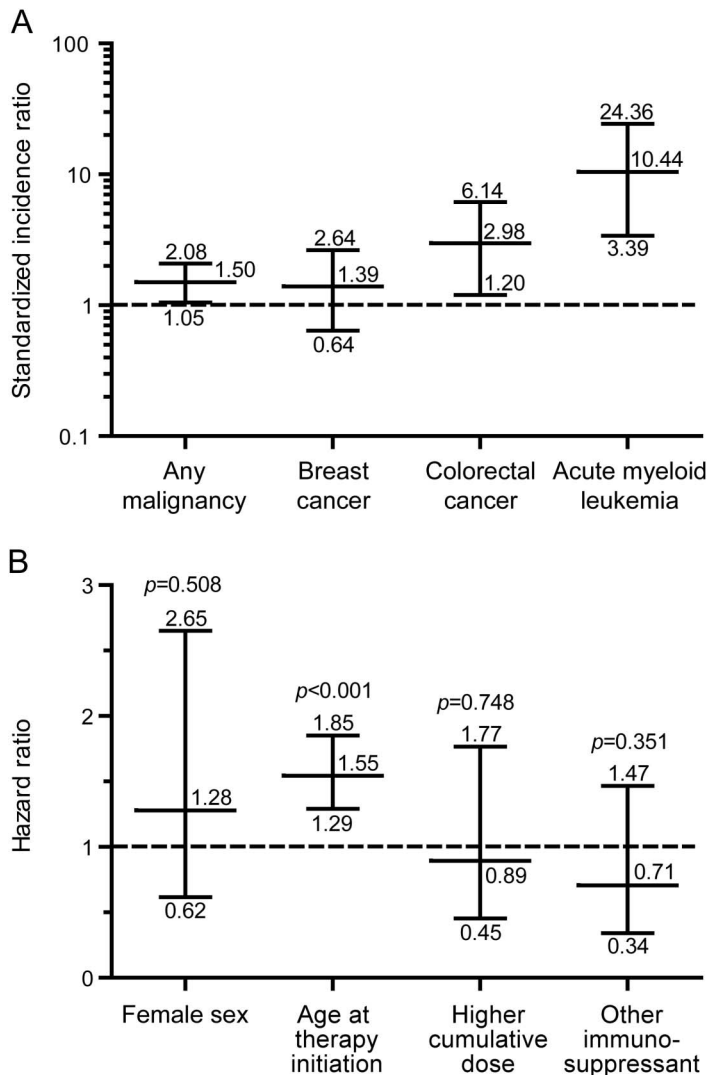 A
Standardized incidence ratio
100
10
1
0.1
2.08
1.50
1.05
2.64
1.39
0.64
6.14
2.98
1.20
24.36
10.44
3.39
Any
malignancy
Breast
cancer
Colorectal
cancer
Acute myeloid
leukemia
B
Hazard ratio
3
2
1
0
p=0.508
2.65
1.28
0.62
p<0.001
1.85
1.55
1.29
p=0.748
1.77
0.89
0.45
p=0.351
1.47
0.71
0.34
Female sex
Age at
therapy
initiation
Higher
cumulative
dose
Other
immuno-
suppressant